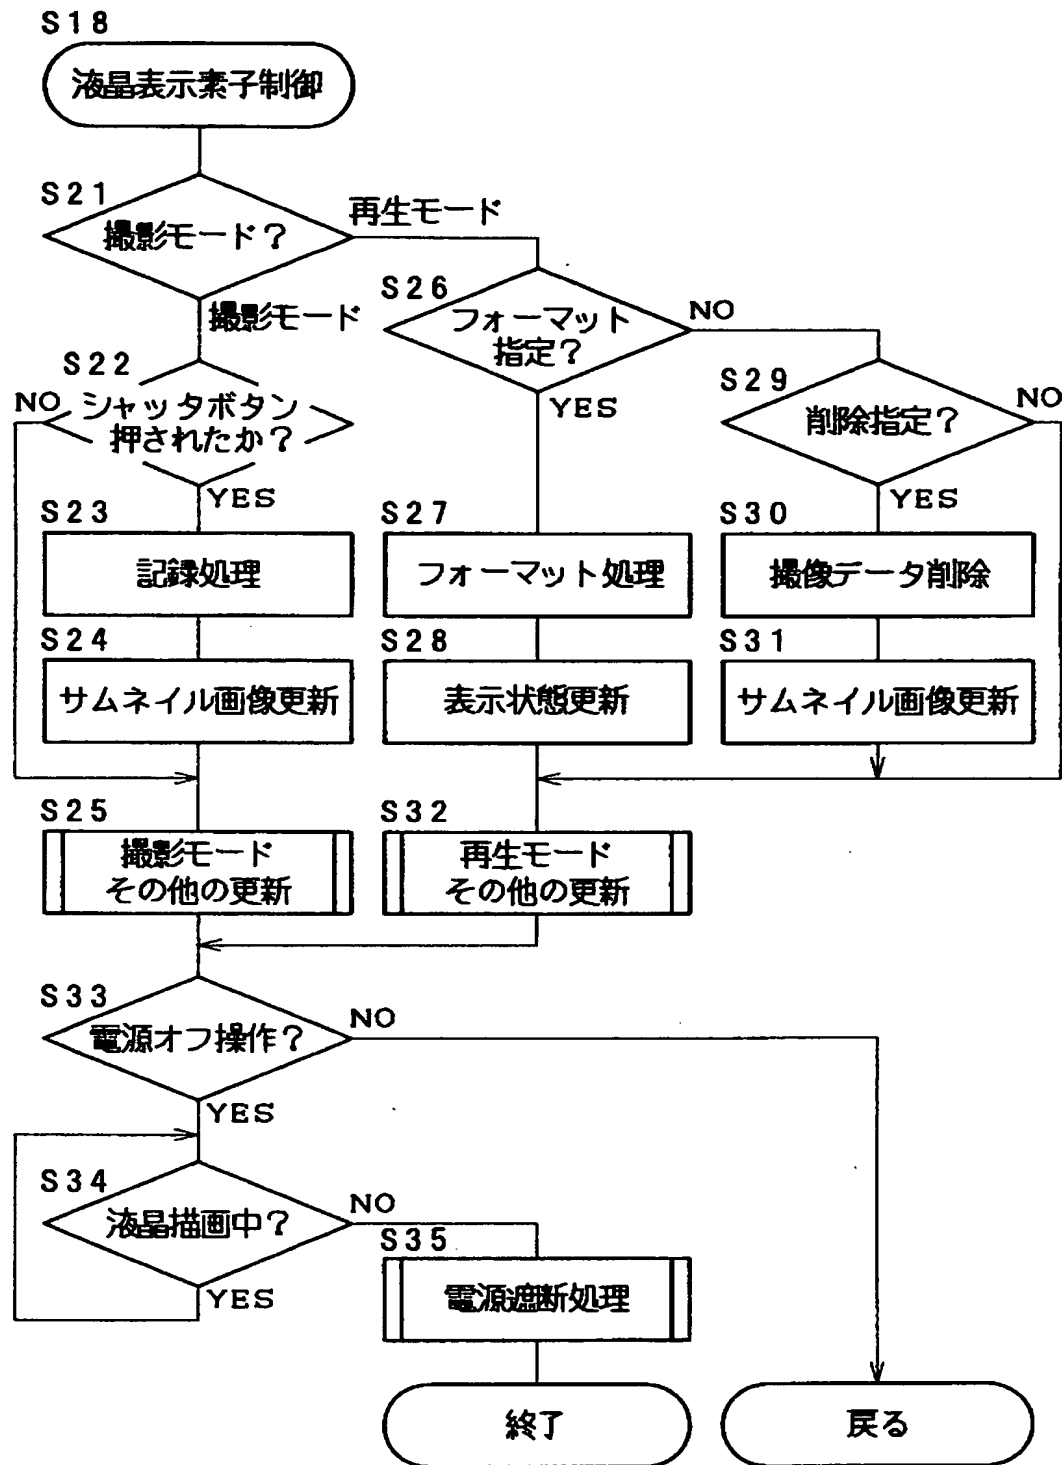 S18
液晶表示素子制御
S21
撮影モード?
再生モード
撮影モード
S26
フォーマット
指定?
NO
YES
S22
NO
シャッタボタン
押されたか?
YES
S29
削除指定?
NO
YES
S23
記録処理
S27
フォーマット処理
S30
撮像データ削除
S24
サムネイル画像更新
S28
表示状態更新
S31
サムネイル画像更新
S25
撮影モード
その他の更新
S32
再生モード
その他の更新
S33
電源オフ操作?
NO
YES
S34
液晶描画中?
NO
YES
S35
電源遮断処理
終了
戻る